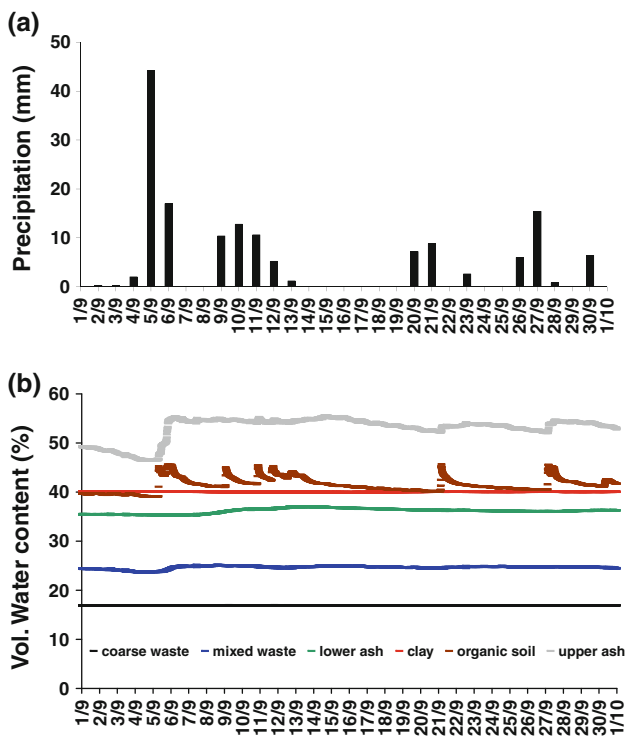 (a)
Precipitation (mm)
50
40
30
20
10
0
1/9 2/9 3/9 4/9 5/9 6/9 7/9 8/9 9/9 10/9 11/9 12/9 13/9 14/9 15/9 16/9 17/9 18/9 19/9 20/9 21/9 22/9 23/9 24/9 25/9 26/9 27/9 28/9 29/9 30/9 1/10
(b)
Vol. Water content (%)
60
50
40
30
20
10
0
coarse waste mixed waste lower ash clay organic soil upper ash
1/9 2/9 3/9 4/9 5/9 6/9 7/9 8/9 9/9 10/9 11/9 12/9 13/9 14/9 15/9 16/9 17/9 18/9 19/9 20/9 21/9 22/9 23/9 24/9 25/9 26/9 27/9 28/9 29/9 30/9 1/10